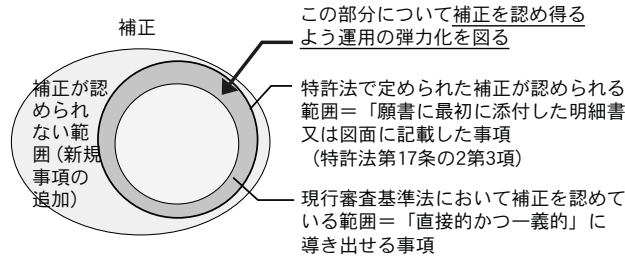 補正
この部分について補正を認め得る
よう運用の弾力化を図る
補正が認
められ
ない範
囲（新規
事項の
追加）
特許法で定められた補正が認められる
範囲＝「願書に最初に添付した明細書
又は図面に記載した事項
（特許法第17条の2第3項）
現行審査基準法において補正を認めて
いる範囲＝「直接的かつ一義的」に
導き出せる事項